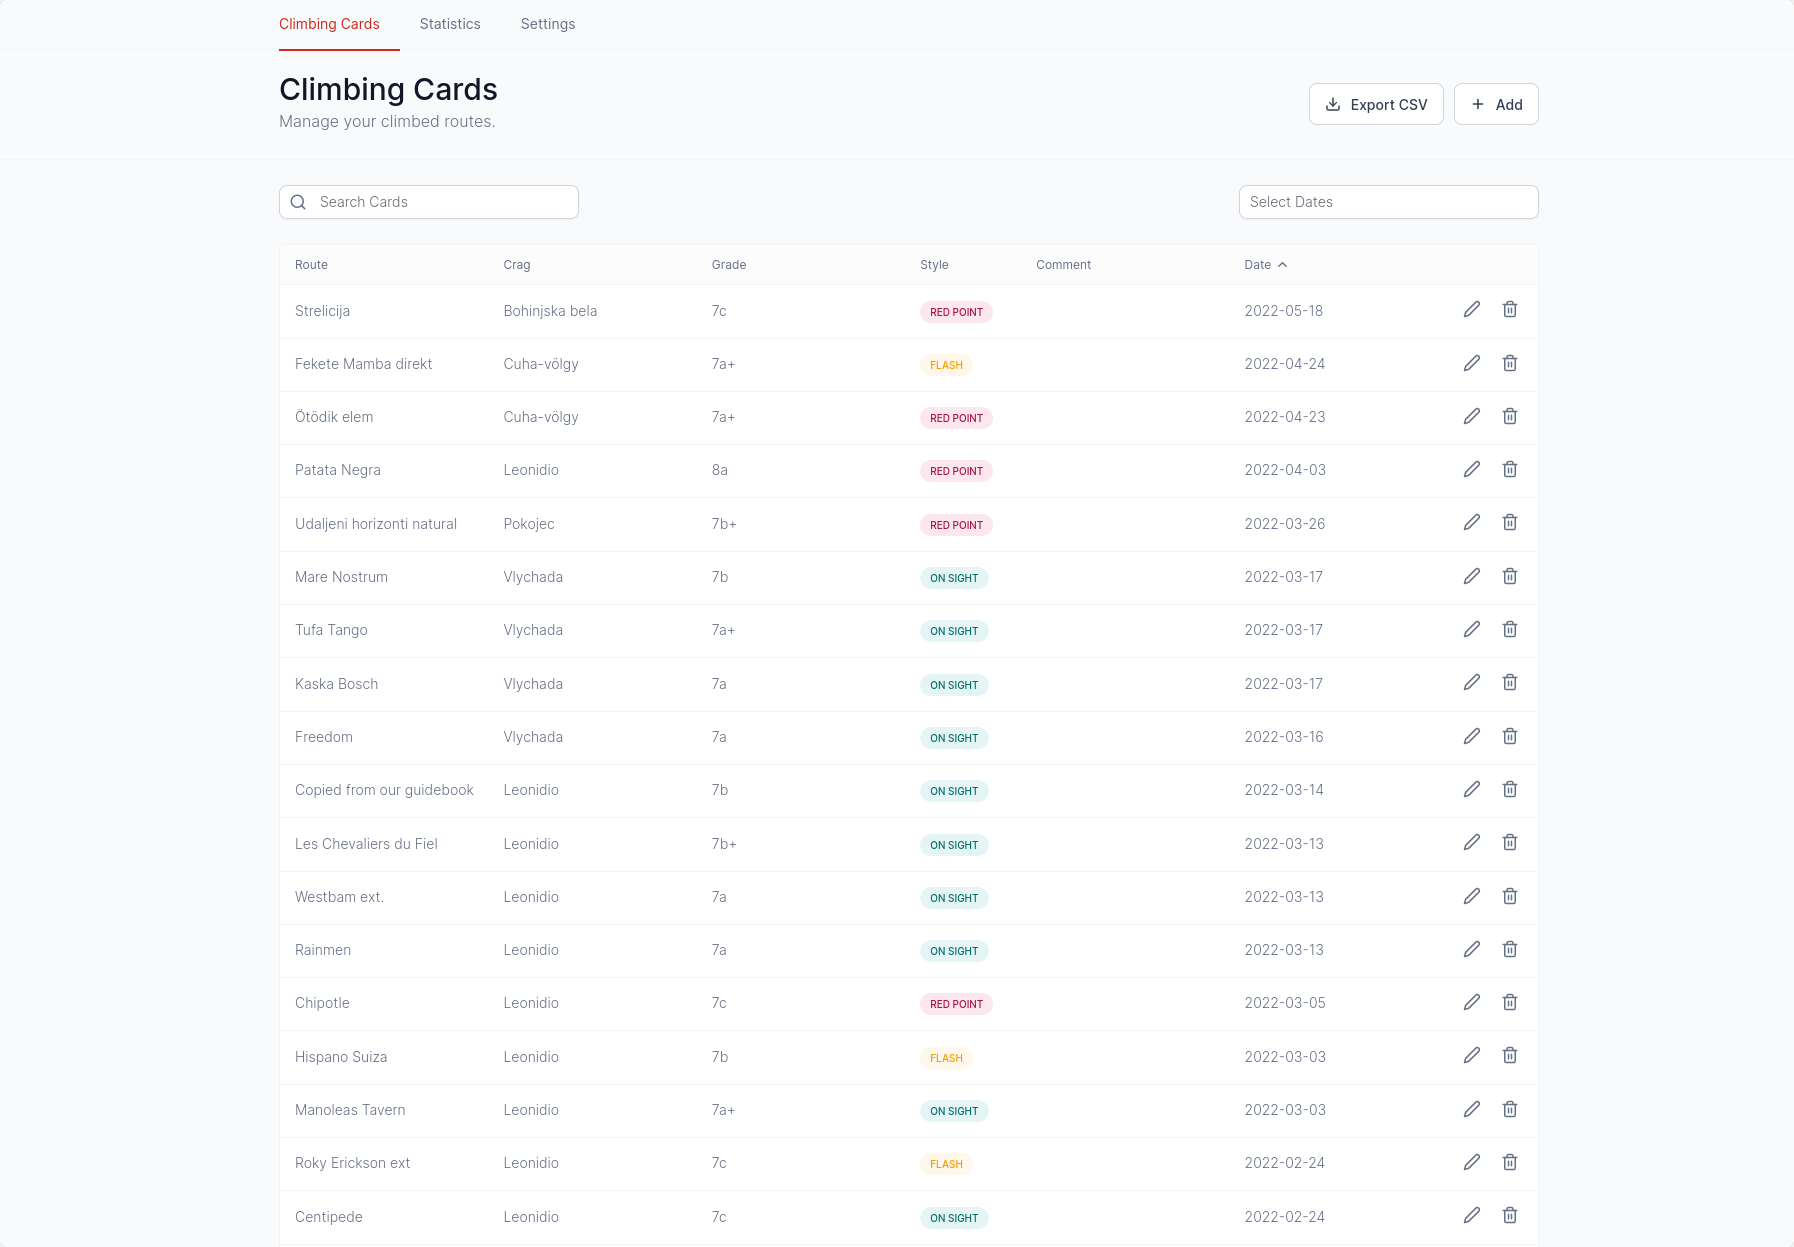 Climbing Cards Statistics Settings
Climbing Cards
Manage your climbed routes.
Export CSV Add
Search Cards Select Dates
Route Crag Grade Style Comment Date
Strelicija Bohinjska bela 7c RED POINT 2022-05-18
Fekete Mamba direkt Cuha-völgy 7a+ FLASH 2022-04-24
Ötödik elem Cuha-völgy 7a+ RED POINT 2022-04-23
Patata Negra Leonidio 8a RED POINT 2022-04-03
Udaljeni horizonti natural Pokojec 7b+ RED POINT 2022-03-26
Mare Nostrum Vlychada 7b ON SIGHT 2022-03-17
Tufa Tango Vlychada 7a+ ON SIGHT 2022-03-17
Kaska Bosch Vlychada 7a ON SIGHT 2022-03-17
Freedom Vlychada 7a ON SIGHT 2022-03-16
Copied from our guidebook Leonidio 7b ON SIGHT 2022-03-14
Les Chevaliers du Fiel Leonidio 7b+ ON SIGHT 2022-03-13
Westbam ext. Leonidio 7a ON SIGHT 2022-03-13
Rainmen Leonidio 7a ON SIGHT 2022-03-13
Chipotle Leonidio 7c RED POINT 2022-03-05
Hispano Suiza Leonidio 7b FLASH 2022-03-03
Manoleas Tavern Leonidio 7a+ ON SIGHT 2022-03-03
Roky Erickson ext Leonidio 7c FLASH 2022-02-24
Centipede Leonidio 7c ON SIGHT 2022-02-24